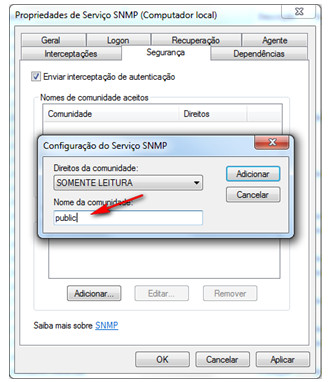 Propriedades de Serviço SNMP (Computador local)
Geral Logon Recuperação Agente
Interceptações Segurança Dependências
Enviar interceptação de autenticação
Nomes de comunidade aceitos
Comunidade Direitos
Configuração do Serviço SNMP
Direitos da comunidade:
SOMENTE LEITURA
Adicionar
Cancelar
Nome da comunidade:
public
Adicionar... Editar... Remover
Saiba mais sobre SNMP
OK Cancelar Aplicar